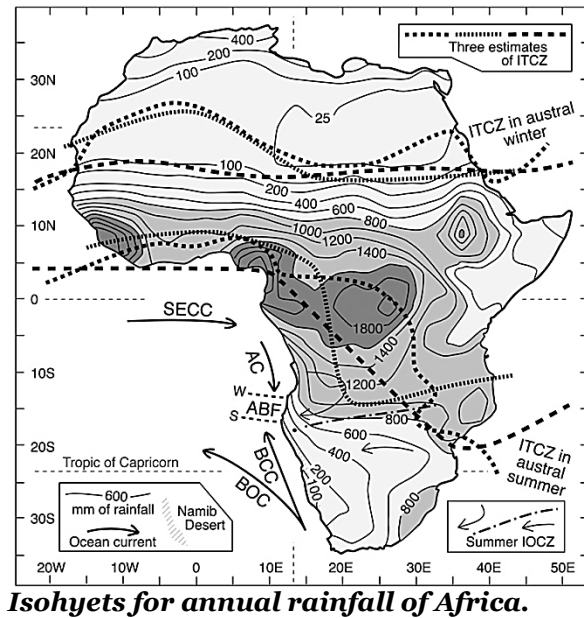 400
200
100
Three estimates
of ITCZ
30N
25
ITCZ in austral
winter
20N
100
200
400
600
800
10N
1000
1200
1400
0
SECC
1800
AC
1400
1200
10S
W
ABF
S
800
600
400
20S
Tropic of Capricorn
BCC
BOC
200
100
ITCZ in
austral
summer
600
mm of rainfall
Namib
Desert
Ocean current
800
30S
Summer IOCZ
20W
10W
0
10E
20E
30E
40E
50E
Isohyets for annual rainfall of Africa.